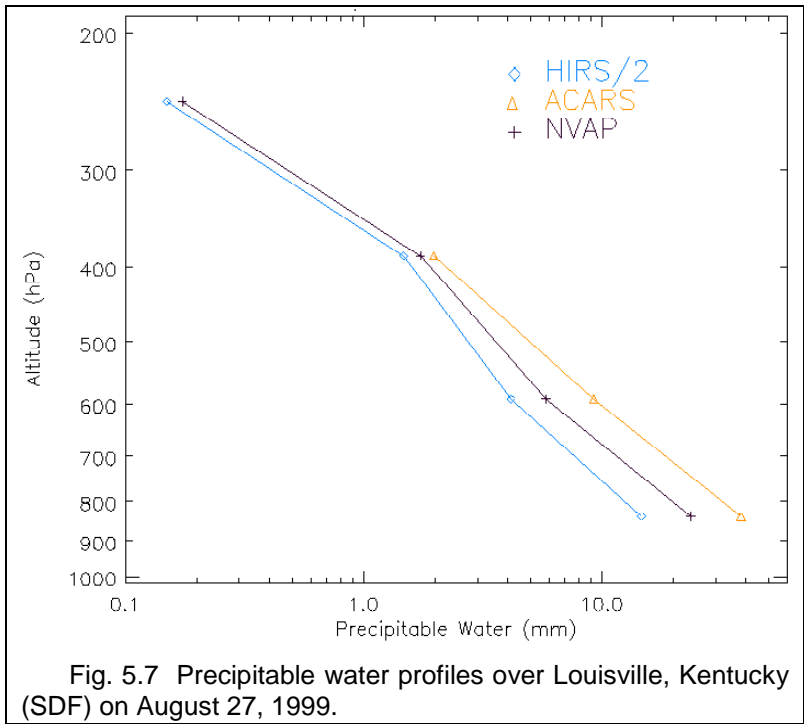 200
300
400
500
600
700
800
900
1000
Altitude (hPa)
HIRS/2
ACARS
NVAP
0.1
1.0
10.0
Precipitable Water (mm)
Fig. 5.7 Precipitable water profiles over Louisville, Kentucky
(SDF) on August 27, 1999.